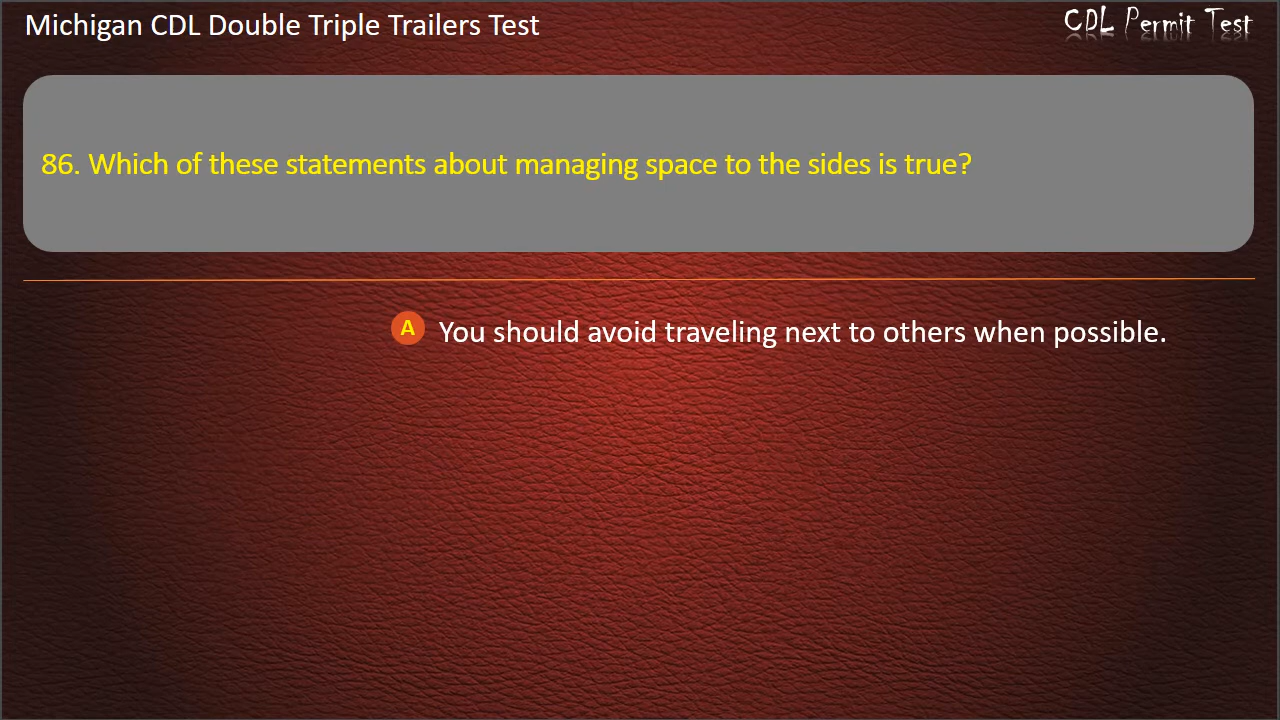 Michigan CDL Double Triple Trailers Test
CDL Permit Test
86. Which of these statements about managing space to the sides is true?
A You should avoid traveling next to others when possible.